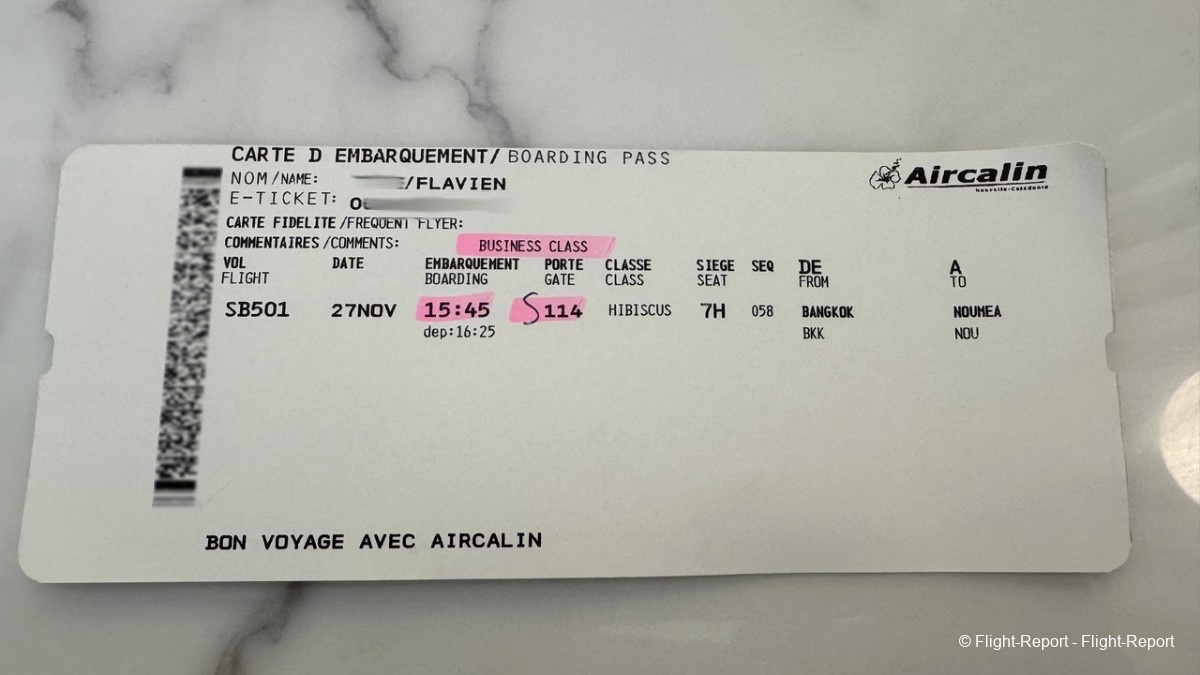 CARTE D EMBARQUEMENT/BOARDING PASS
Aircalin
Nouvelle-Calédonie
NOM/NAME: /FLAVIEN
E-TICKET:
CARTE FIDELITE/FREQUENT FLYER:
COMMENTAIRES/COMMENTS: BUSINESS CLASS
VOL DATE EMBARQUEMENT PORTE CLASSE SIEGE SEQ DE A
FLIGHT BOARDING GATE CLASS SEAT FROM TO
SB501 27NOV 15:45 S114 HIBISCUS 7H 058 BANGKOK NOUMEA
dep:16:25 BKK NOU
BON VOYAGE AVEC AIRCALIN
© Flight-Report - Flight-Report